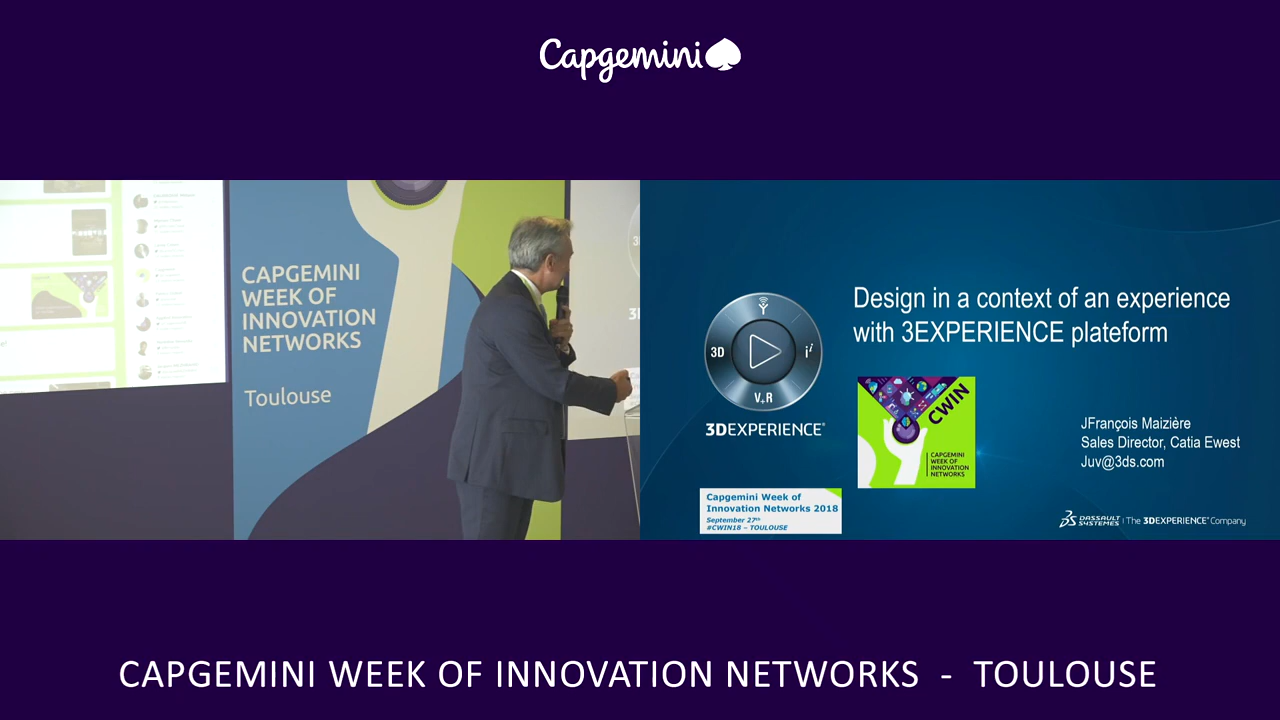 Capgemini
CAPGEMINI
WEEK OF
INNOVATION
NETWORKS
Toulouse
Design in a context of an experience
with 3EXPERIENCE plateform
3D
V+R
3DEXPERIENCE
CWIN
CAPGEMINI
WEEK OF
INNOVATION
NETWORKS
JFrançois Maizière
Sales Director, Catia Ewest
Juv@3ds.com
Capgemini Week of
Innovation Networks 2018
September 27th
#CWIN18 – TOULOUSE
DASSAULT
SYSTEMES | The 3DEXPERIENCE® Company
CAPGEMINI WEEK OF INNOVATION NETWORKS - TOULOUSE